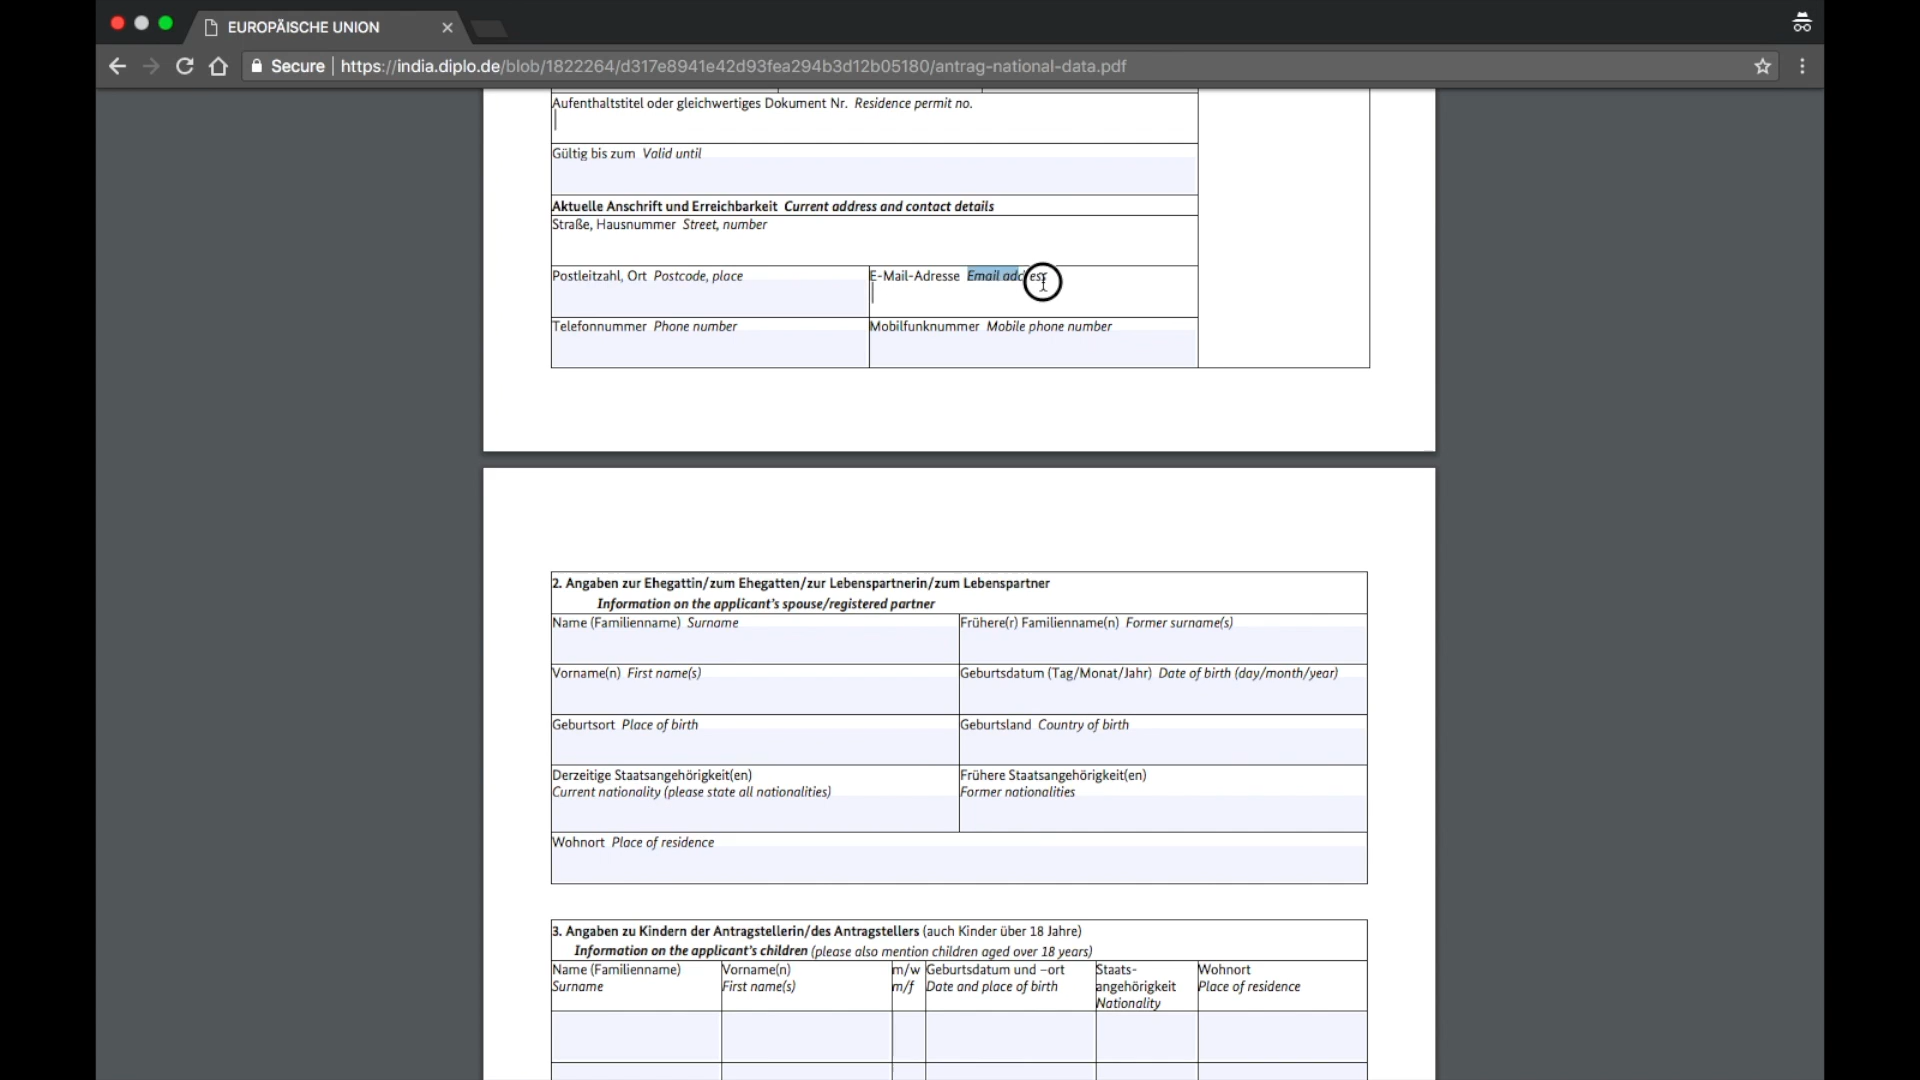 EUROPÄISCHE UNION
Secure | https://india.diplo.de/blob/1822264/d317e8941e42d93fea294b3d12b05180/antrag-national-data.pdf
Aufenthaltstitel oder gleichwertiges Dokument Nr. Residence permit no.
Gültig bis zum Valid until
Aktuelle Anschrift und Erreichbarkeit Current address and contact details
Straße, Hausnummer Street, number
Postleitzahl, Ort Postcode, place
E-Mail-Adresse Email address
Telefonnummer Phone number
Mobilfunknummer Mobile phone number
2. Angaben zur Ehegattin/zum Ehegatten/zur Lebenspartnerin/zum Lebenspartner
Information on the applicant's spouse/registered partner
Name (Familienname) Surname
Frühere(r) Familienname(n) Former surname(s)
Vorname(n) First name(s)
Geburtsdatum (Tag/Monat/Jahr) Date of birth (day/month/year)
Geburtsort Place of birth
Geburtsland Country of birth
Derzeitige Staatsangehörigkeit(en)
Current nationality (please state all nationalities)
Frühere Staatsangehörigkeit(en)
Former nationalities
Wohnort Place of residence
3. Angaben zu Kindern der Antragstellerin/des Antragstellers (auch Kinder über 18 Jahre)
Information on the applicant's children (please also mention children aged over 18 years)
Name (Familienname)
Surname
Vorname(n)
First name(s)
m/w
m/f
Geburtsdatum und –ort
Date and place of birth
Staats-
angehörigkeit
Nationality
Wohnort
Place of residence